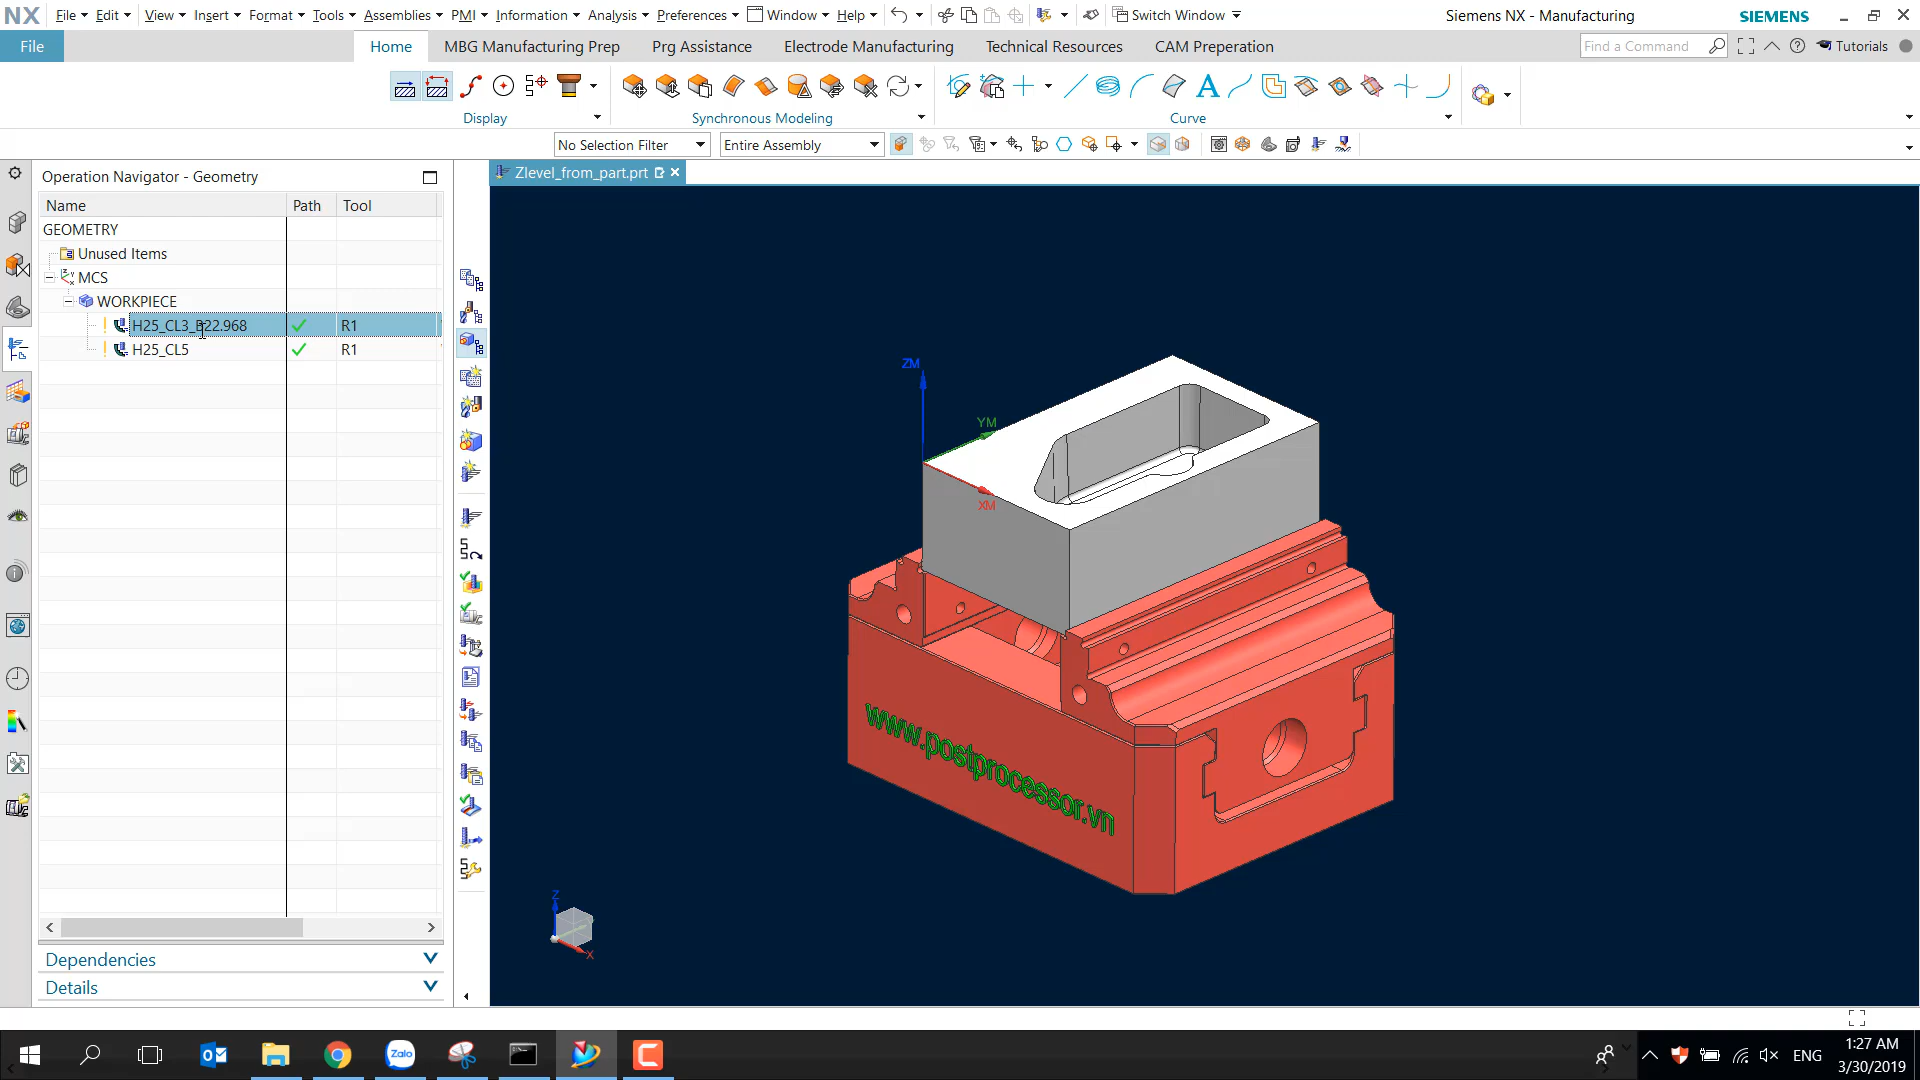 NX File Edit View Insert Format Tools Assemblies PMI Information Analysis Preferences Window Help Switch Window Siemens NX - Manufacturing SIEMENS
File Home MBG Manufacturing Prep Prg Assistance Electrode Manufacturing Technical Resources CAM Preperation Find a Command Tutorials
Display Synchronous Modeling Curve
No Selection Filter Entire Assembly
Operation Navigator - Geometry
Zlevel_from_part.prt
Name Path Tool
GEOMETRY
Unused Items
MCS
WORKPIECE
H25_CL3_B22.968 R1
H25_CL5 R1
ZM
YM
XM
www.postprocessor.vn
Z
X
Dependencies
Details
Zalo
ENG
1:27 AM
3/30/2019